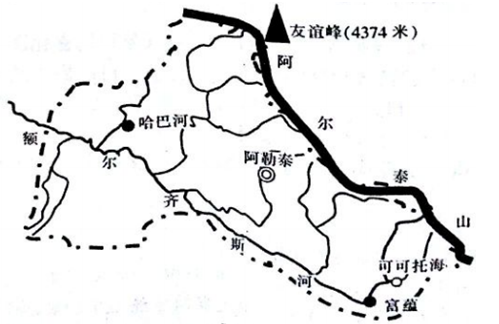 友谊峰(4374米)
阿尔泰山
哈巴河
阿勒泰
额尔齐斯河
可可托海
富蕴